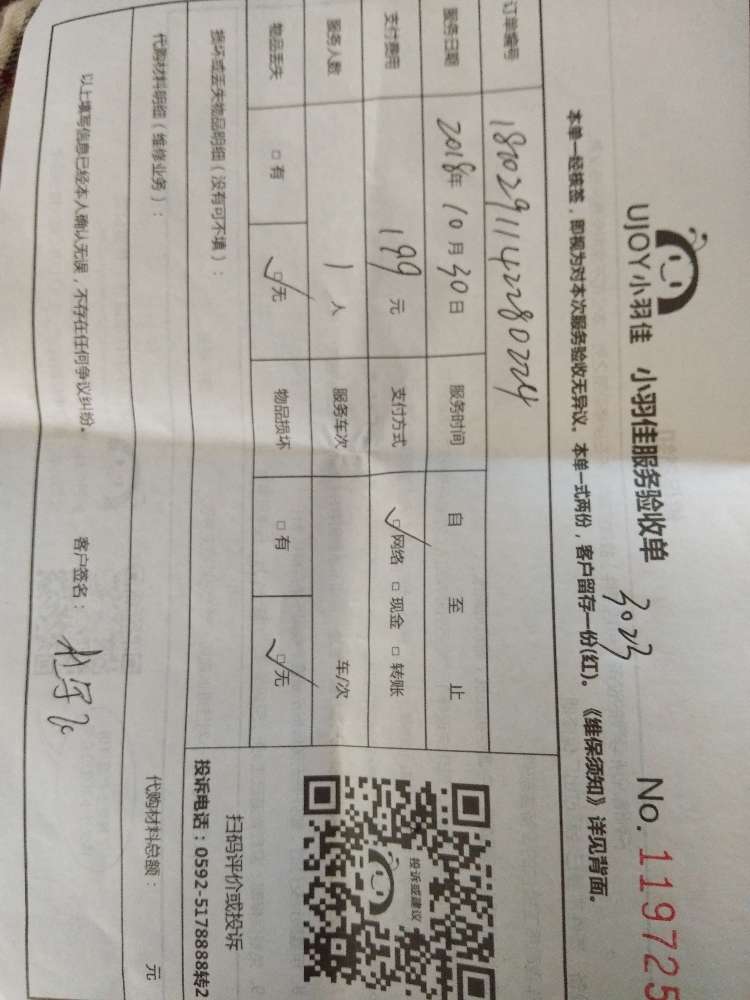 UJOY小羽佳 小羽佳服务验收单
No. 119725
3023
本单一经核签，即视为对本次服务验收无异议。本单一式两份，客户留存一份(红)。《维保须知》详见背面。
订单编号
服务日期 2018年 10月 30日 服务时间 自 至 止
支付费用 199元 支付方式 ☑网络 □现金 □转账
服务人数 1人 服务车次 车/次
物品丢失 □有 ☑无 物品损坏 □有 ☑无
损坏或丢失物品明细（没有可不填）：
代购材料明细（维修业务）：
代购材料总额： 元
以上填写信息已经本人确认无误，不存在任何争议纠纷。 客户签名：
投诉或建议
扫码评价或投诉
投诉电话：0592-5178888转2